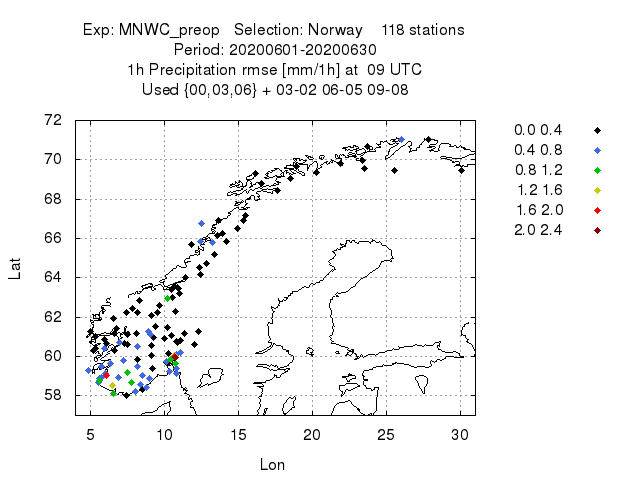 Exp: MNWC_preop Selection: Norway 118 stations
Period: 20200601-20200630
1h Precipitation rmse [mm/1h] at 09 UTC
Used {00,03,06} + 03-02 06-05 09-08
72
70
68
66
64
62
60
58
Lat
5 10 15 20 25 30
Lon
0.0 0.4
0.4 0.8
0.8 1.2
1.2 1.6
1.6 2.0
2.0 2.4